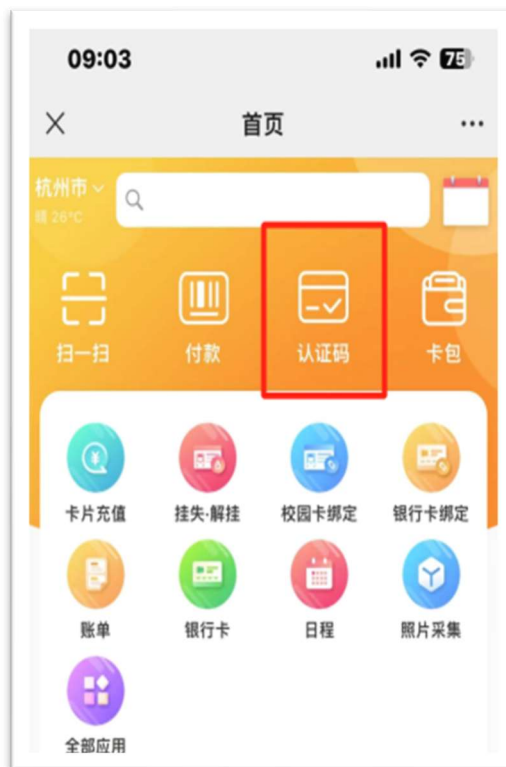 09:03 75
首页
杭州市
晴 26°C
扫一扫 付款 认证码 卡包
卡片充值 挂失·解挂 校园卡绑定 银行卡绑定
账单 银行卡 日程 照片采集
全部应用